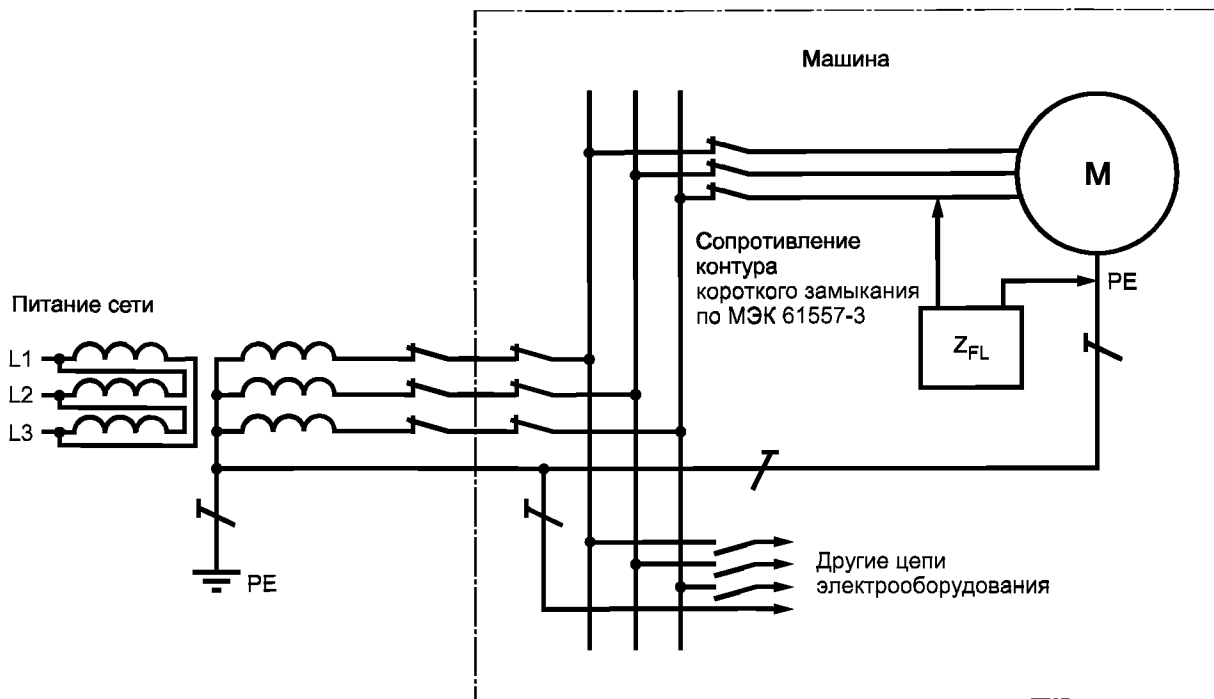 Машина
M
Сопротивление
контура
короткого замыкания
по МЭК 61557-3
PE
Z_FL
Питание сети
L1
L2
L3
PE
Другие цепи
электрооборудования